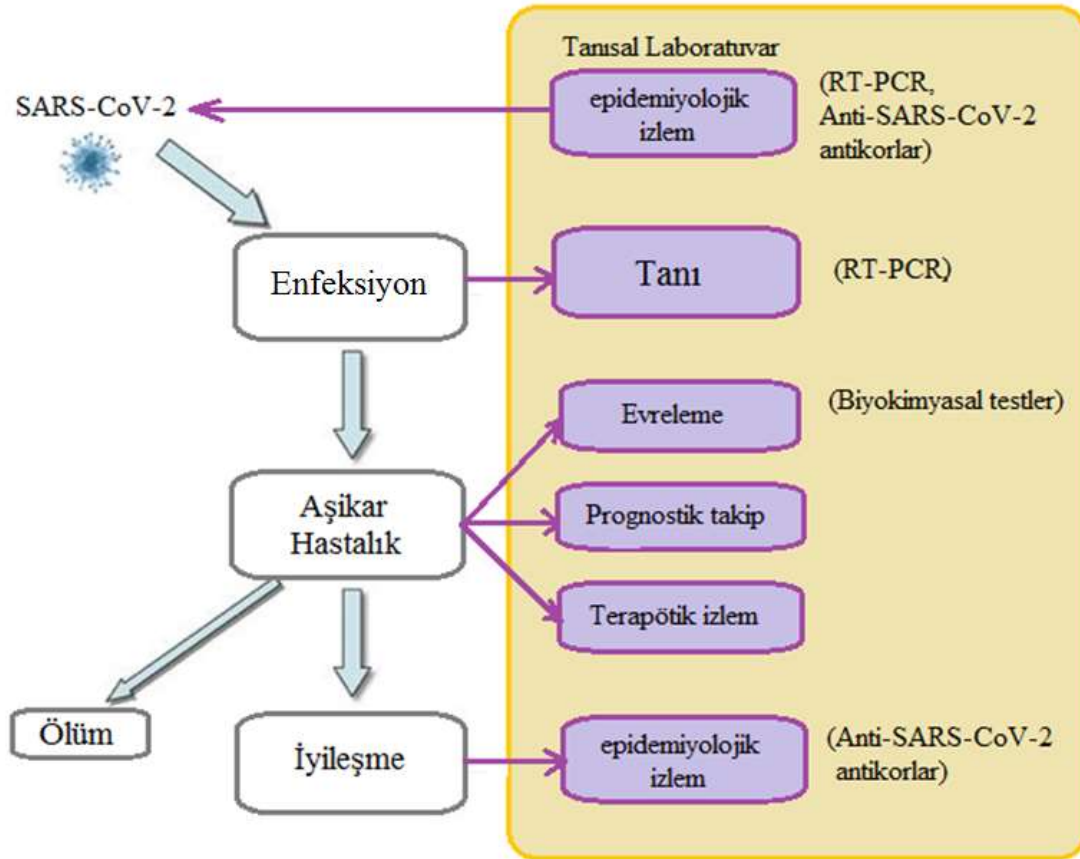 Tanısal Laboratuvar
SARS-CoV-2
epidemiyolojik
izlem
(RT-PCR,
Anti-SARS-CoV-2
antikorlar)
Enfeksiyon
Tanı
(RT-PCR)
Evreleme
(Biyokimyasal testler)
Aşikar
Hastalık
Prognostik takip
Terapötik izlem
Ölüm
İyileşme
epidemiyolojik
izlem
(Anti-SARS-CoV-2
antikorlar)